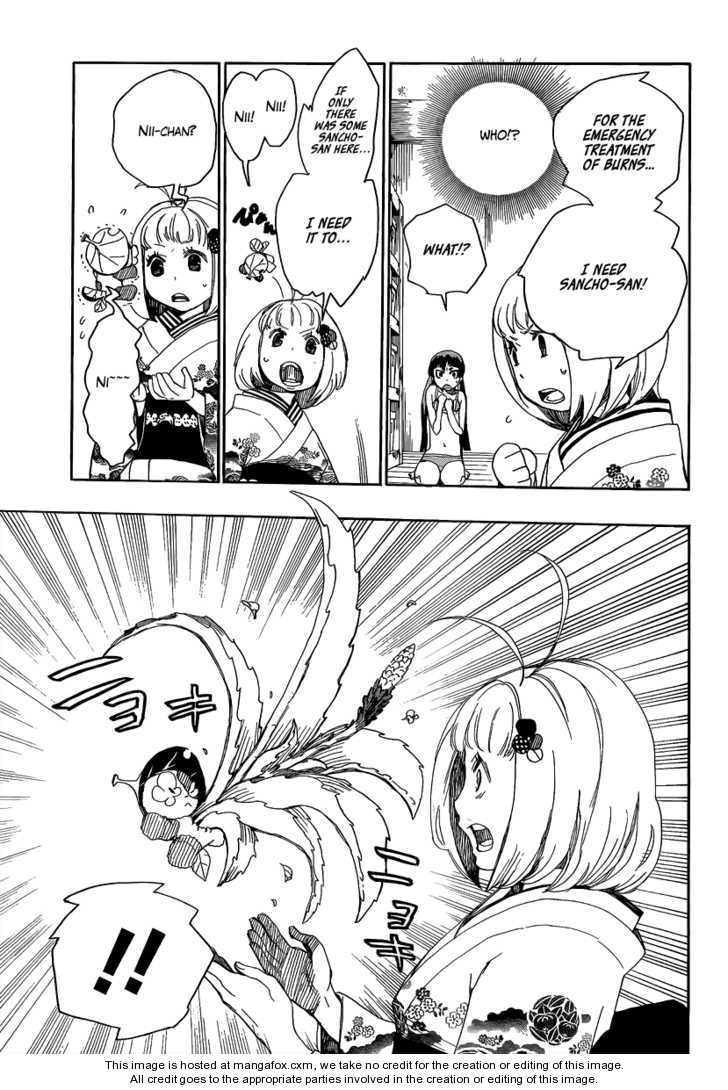 FOR THE
EMERGENCY
TREATMENT
OF BURNS...
I NEED
SANCHO-SAN!
WHO!?
WHAT!?
IF
ONLY
THERE
WAS SOME
SANCHO-
SAN HERE...
I NEED
IT TO...
NII! NII!
NII-CHAN?
NI~~~
ニョキ
ニョキ
!!
This image is hosted at mangafox.com, we take no credit for the creation or editing of this image.
All credit goes to the appropriate parties involved in the creation or editing of this image.